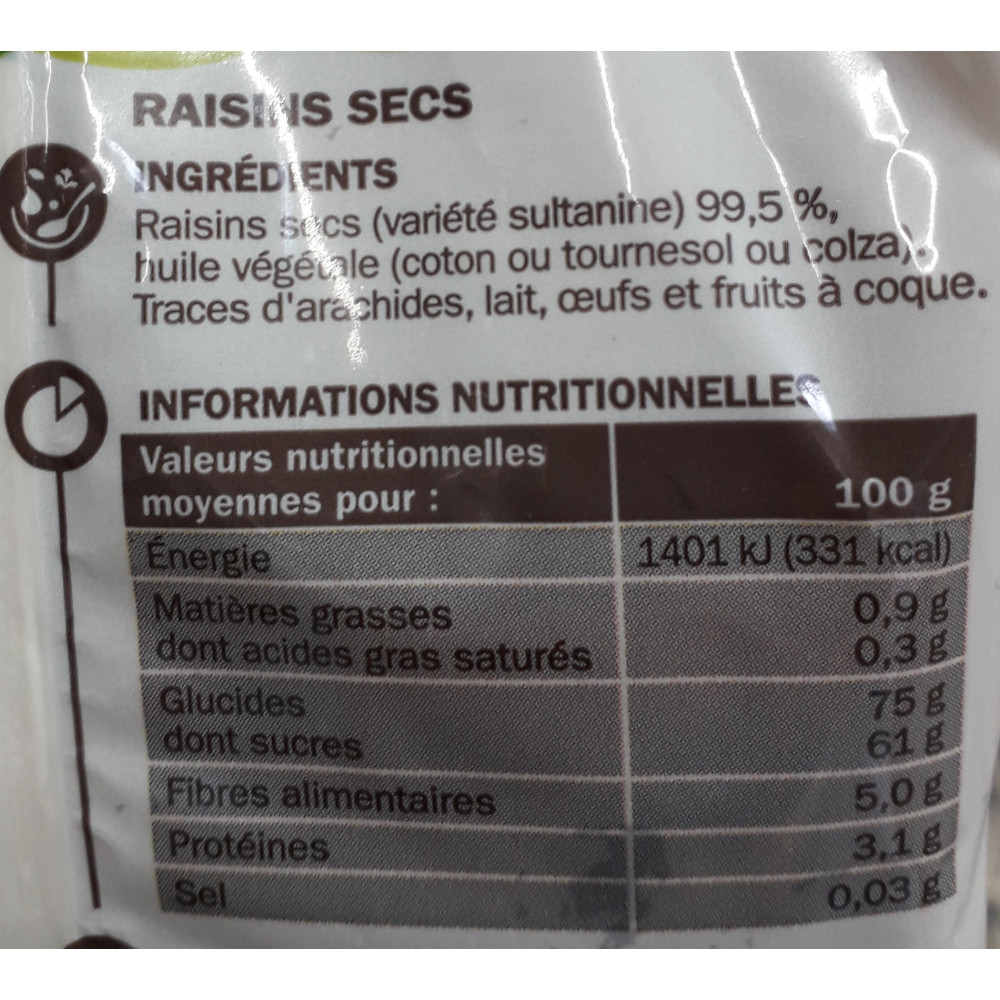 RAISINS SECS
INGRÉDIENTS
Raisins secs (variété sultanine) 99,5 %,
huile végétale (coton ou tournesol ou colza).
Traces d'arachides, lait, œufs et fruits à coque.
INFORMATIONS NUTRITIONNELLES
Valeurs nutritionnelles
moyennes pour : 100 g
Énergie 1401 kJ (331 kcal)
Matières grasses 0,9 g
dont acides gras saturés 0,3 g
Glucides 75 g
dont sucres 61 g
Fibres alimentaires 5,0 g
Protéines 3,1 g
Sel 0,03 g